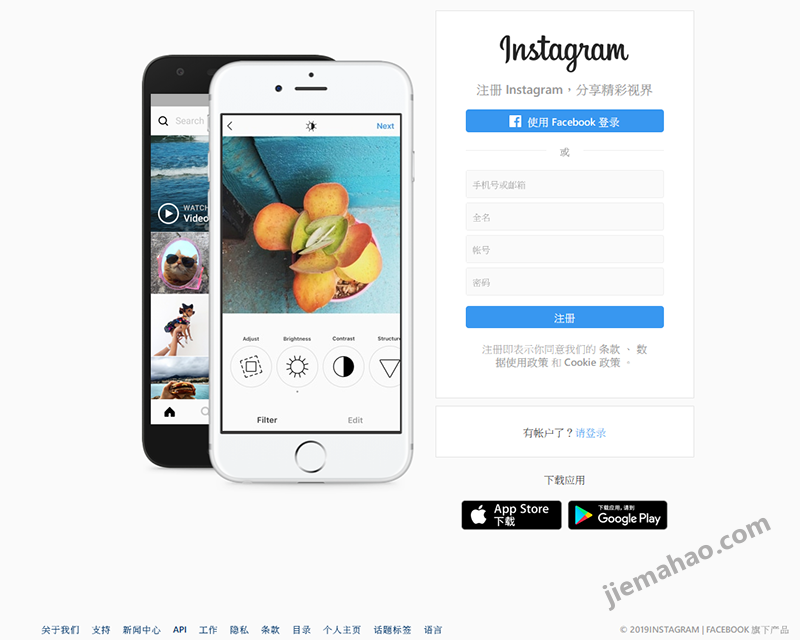 Search
WATCH
Video
Next
Adjust
Brightness
Contrast
Structure
Filter
Edit
Instagram
注册 Instagram，分享精彩视界
使用 Facebook 登录
或
手机号或邮箱
全名
帐号
密码
注册
注册即表示你同意我们的 条款 、 数
据使用政策 和 Cookie 政策 。
有帐户了？请登录
下载应用
App Store
下载
下载应用，请到
Google Play
jiemahao.com
关于我们 支持 新闻中心 API 工作 隐私 条款 目录 个人主页 话题标签 语言
© 2019INSTAGRAM | FACEBOOK 旗下产品